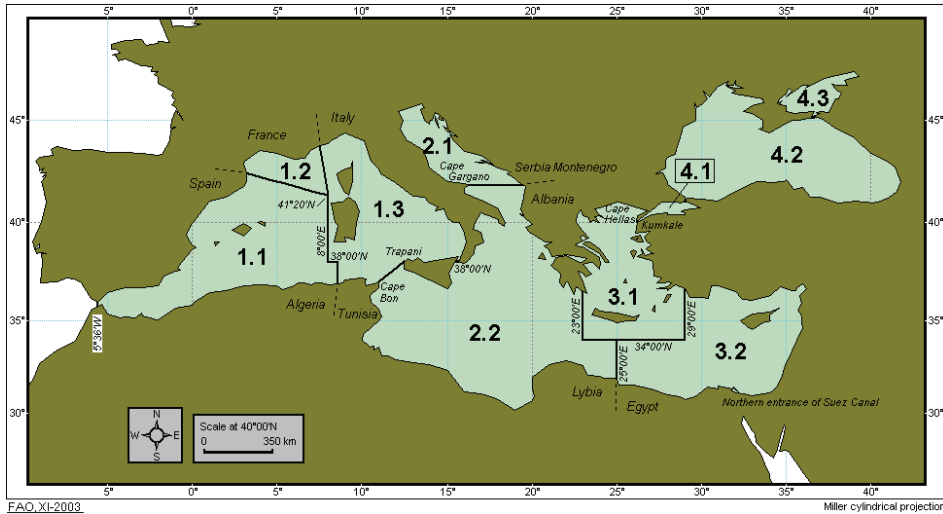 5° 0° 5° 10° 15° 20° 25° 30° 35° 40°
45° 45°
40° 40°
35° 35°
30° 30°
Italy
France
1.2
Spain
41°20'N
1.3
1.1
8°00'E
38°00'N
Trapani
Cape
Bon
Algeria
Tunisia
5°36'W
2.1
Cape
Gargano
Serbia Montenegro
Albania
38°00'N
2.2
4.3
4.2
4.1
Cape
Hellas
Kumkale
3.1
23°00'E
29°00'E
34°00'N
25°00'E
3.2
Lybia
Egypt
Northern entrance of Suez Canal
N
W E
S
Scale at 40°00'N
0 350 km
5° 0° 5° 10° 15° 20° 25° 30° 35° 40°
FAO, XI-2003
Miller cylindrical projection